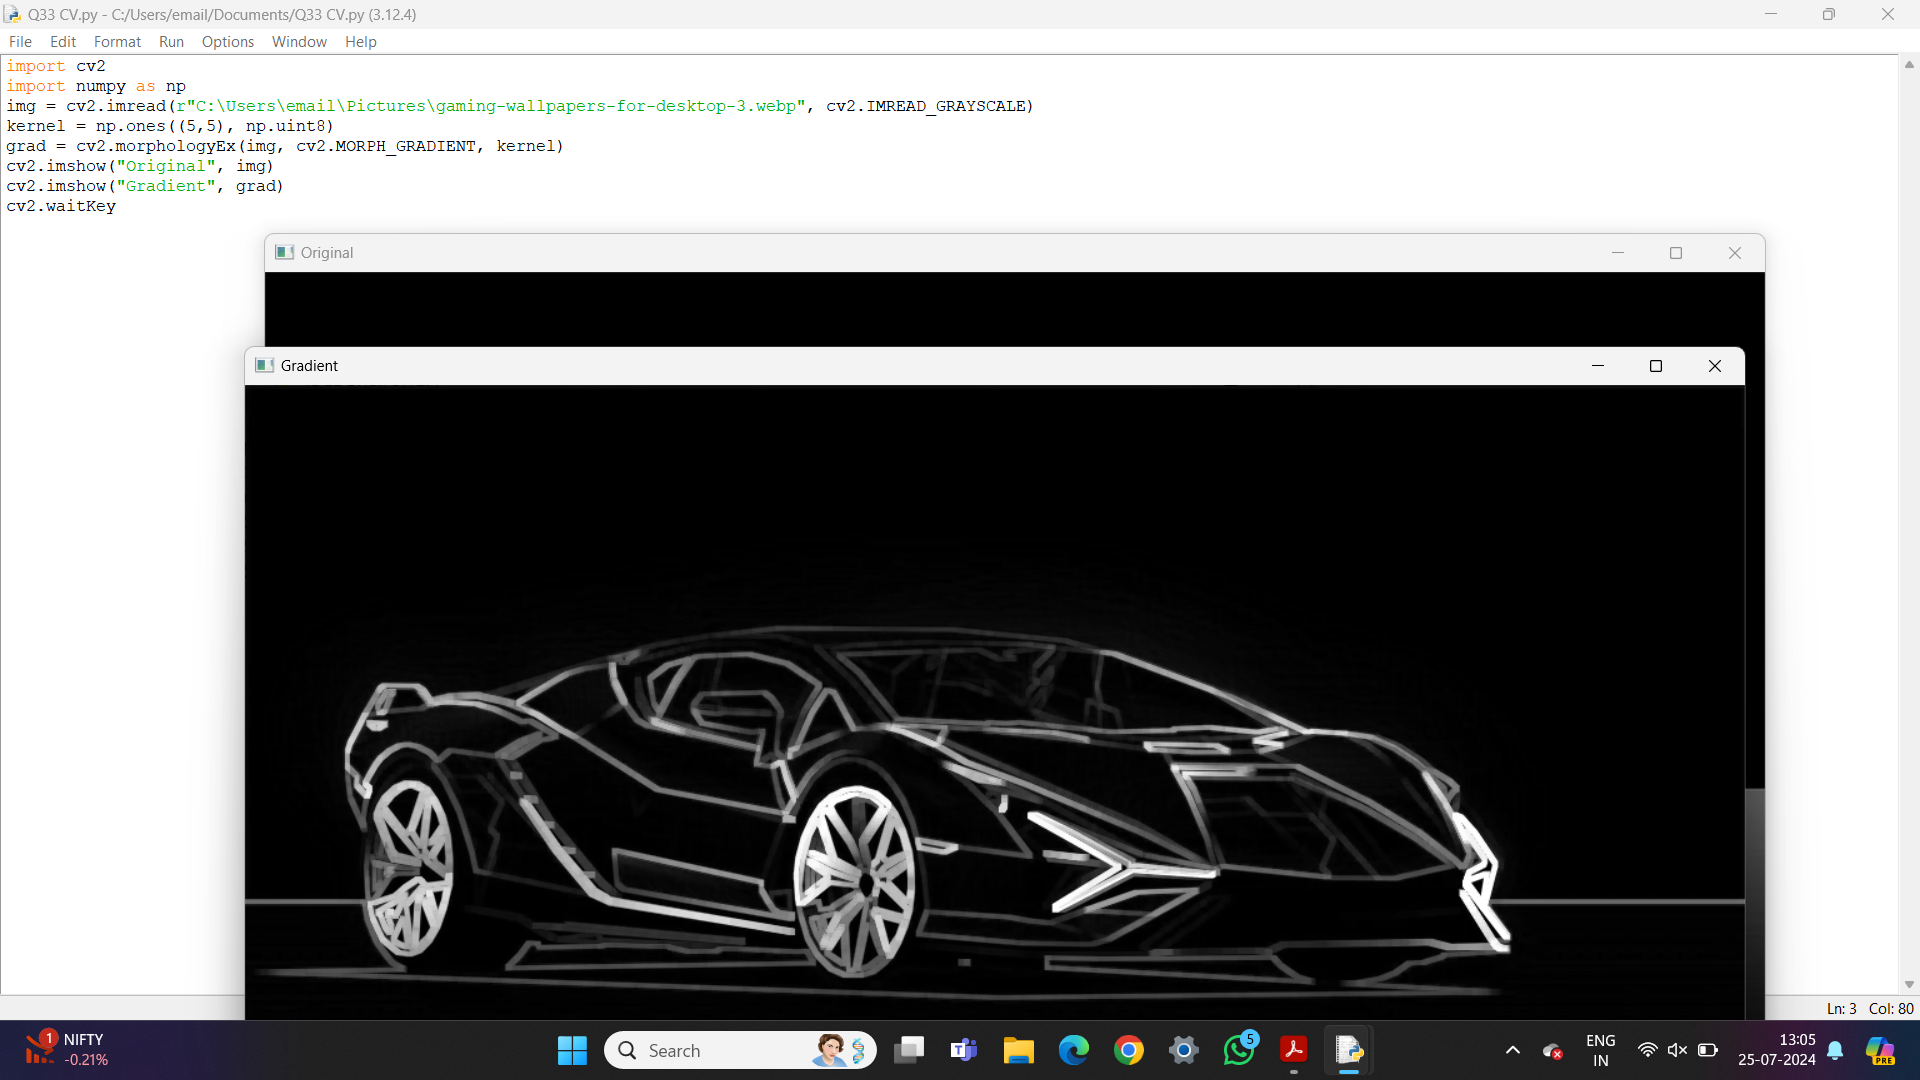 Q33 CV.py - C:/Users/email/Documents/Q33 CV.py (3.12.4)
File Edit Format Run Options Window Help
import cv2
import numpy as np
img = cv2.imread(r"C:\Users\email\Pictures\gaming-wallpapers-for-desktop-3.webp", cv2.IMREAD_GRAYSCALE)
kernel = np.ones((5,5), np.uint8)
grad = cv2.morphologyEx(img, cv2.MORPH_GRADIENT, kernel)
cv2.imshow("Original", img)
cv2.imshow("Gradient", grad)
cv2.waitKey
Original
Gradient
Ln: 3 Col: 80
1 NIFTY
-0.21%
Search
5
ENG
IN
13:05
25-07-2024
PRE